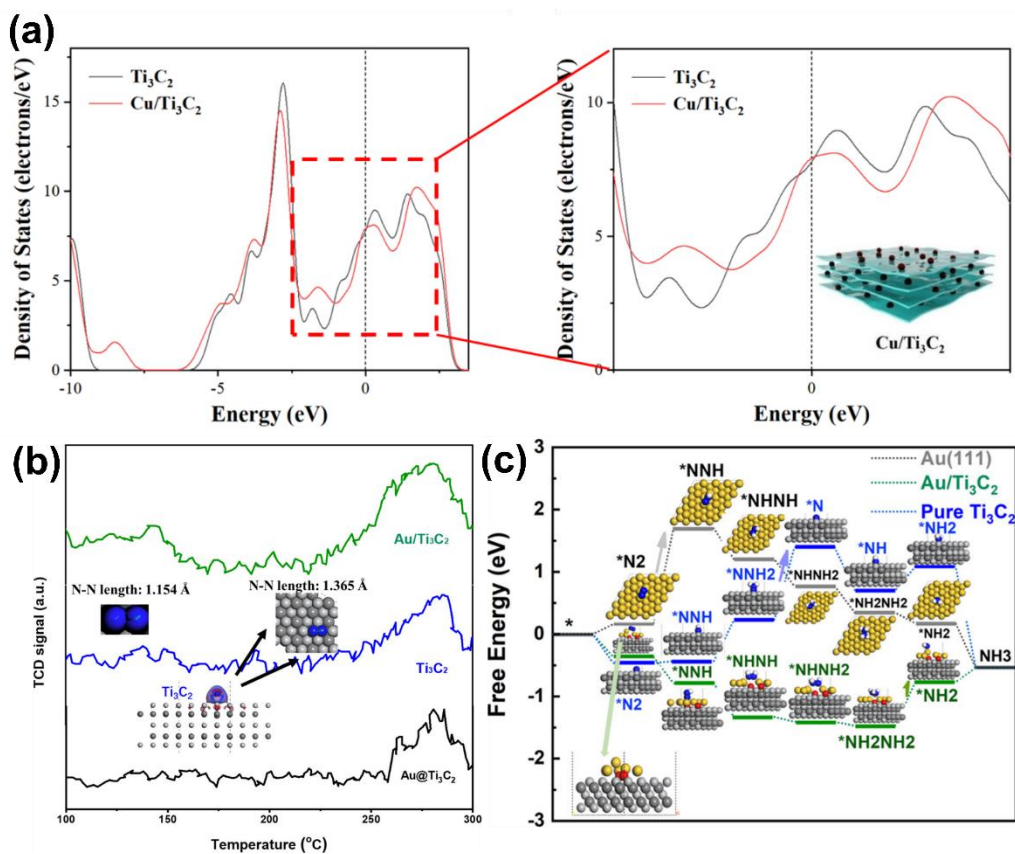 (a)
Density of States (electrons/eV)
15
10
5
0
Ti₃C₂
Cu/Ti₃C₂
-10
-5
0
Energy (eV)
Density of States (electrons/eV)
10
5
0
Ti₃C₂
Cu/Ti₃C₂
Cu/Ti₃C₂
0
Energy (eV)
(b)
TCD signal (a.u.)
Au/Ti₃C₂
N-N length: 1.154 Å
N-N length: 1.365 Å
Ti₃C₂
Ti₃C₂
Au@Ti₃C₂
100
150
200
250
300
Temperature (°C)
(c)
Free Energy (eV)
3
2
1
0
-1
-2
-3
Au(111)
Au/Ti₃C₂
Pure Ti₃C₂
*
*N2
*NNH
*NHNH
*N
*NH
*NH2
*NNH2
*NHNH2
*NH2NH2
*NH2
NH3
*NNH
*N2
*NNH
*NHNH
*NHNH2
*NH2NH2
*NH2